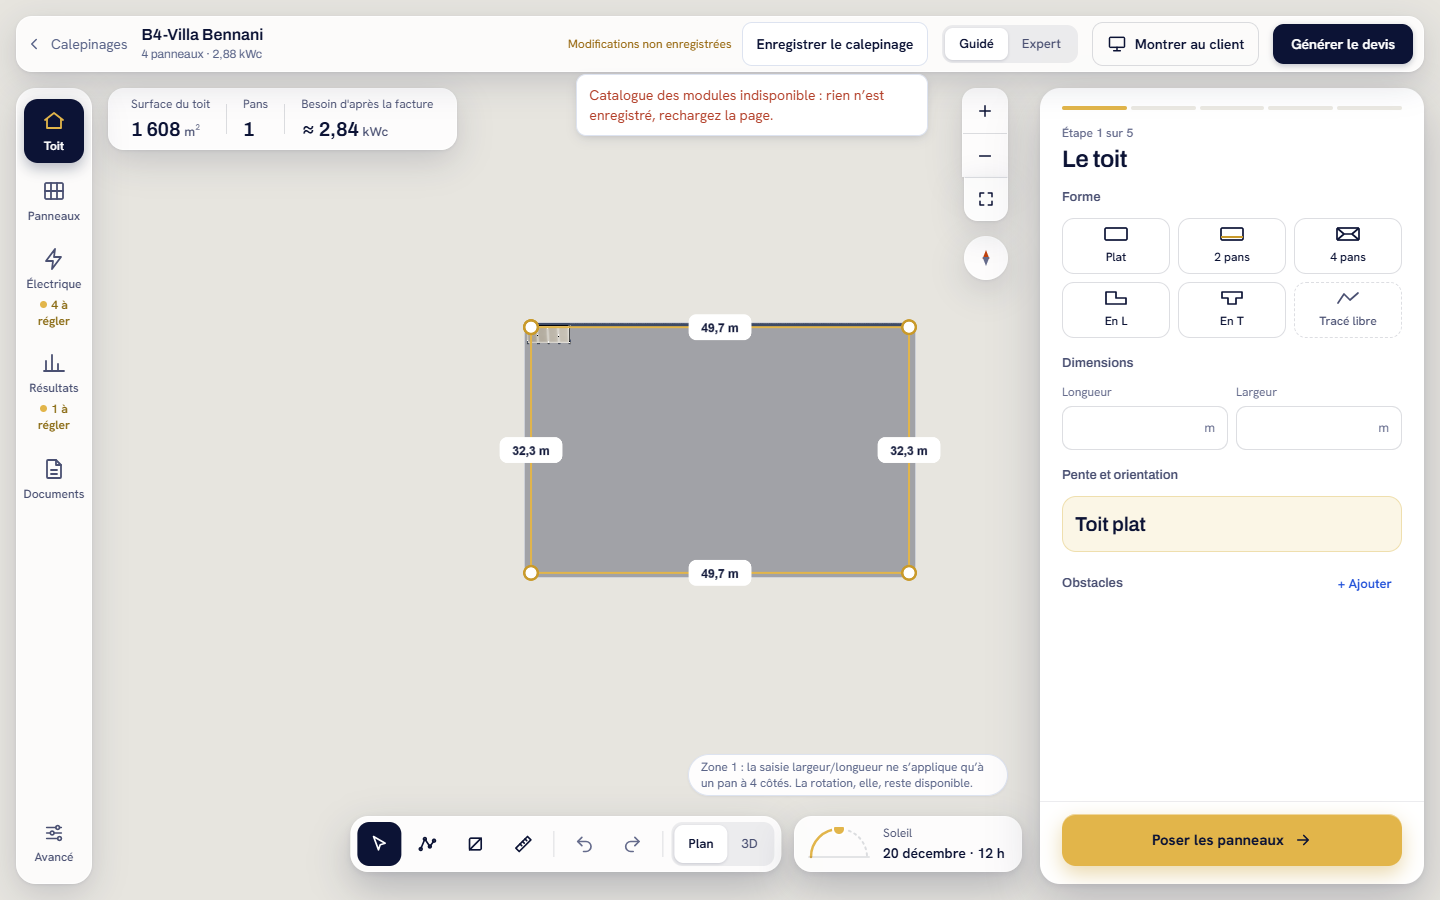 Calepinages
B4-Villa Bennani
4 panneaux · 2,88 kWc
Modifications non enregistrées
Enregistrer le calepinage
Guidé
Expert
Montrer au client
Générer le devis
Catalogue des modules indisponible : rien n’est
enregistré, rechargez la page.
Toit
Panneaux
Électrique
4 à
régler
Résultats
1 à
régler
Documents
Avancé
Surface du toit
1 608 m²
Pans
1
Besoin d'après la facture
≈ 2,84 kWc
49,7 m
32,3 m
32,3 m
49,7 m
Zone 1 : la saisie largeur/longueur ne s’applique qu’à
un pan à 4 côtés. La rotation, elle, reste disponible.
Plan
3D
Soleil
20 décembre · 12 h
Étape 1 sur 5
Le toit
Forme
Plat
2 pans
4 pans
En L
En T
Tracé libre
Dimensions
Longueur
Largeur
m
m
Pente et orientation
Toit plat
Obstacles
+ Ajouter
Poser les panneaux